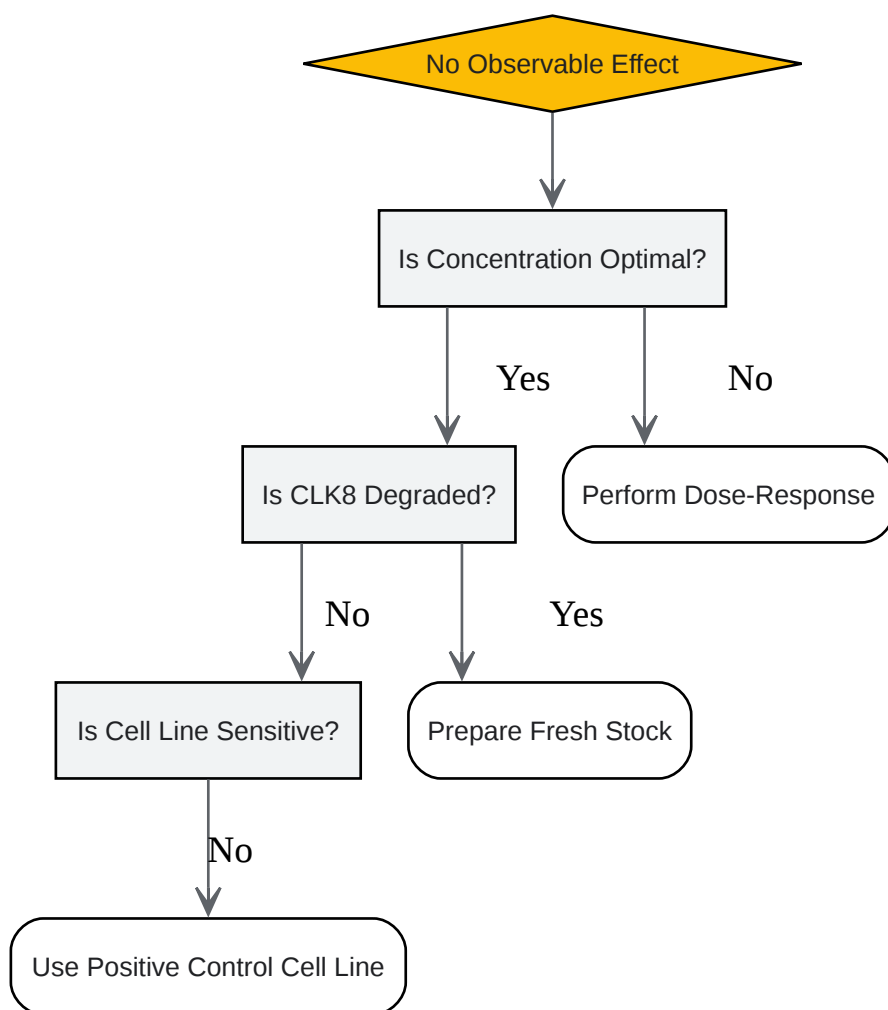 No Observable Effect
Is Concentration Optimal?
Yes
No
Is CLK8 Degraded?
Perform Dose-Response
No
Yes
Is Cell Line Sensitive?
Prepare Fresh Stock
No
Use Positive Control Cell Line